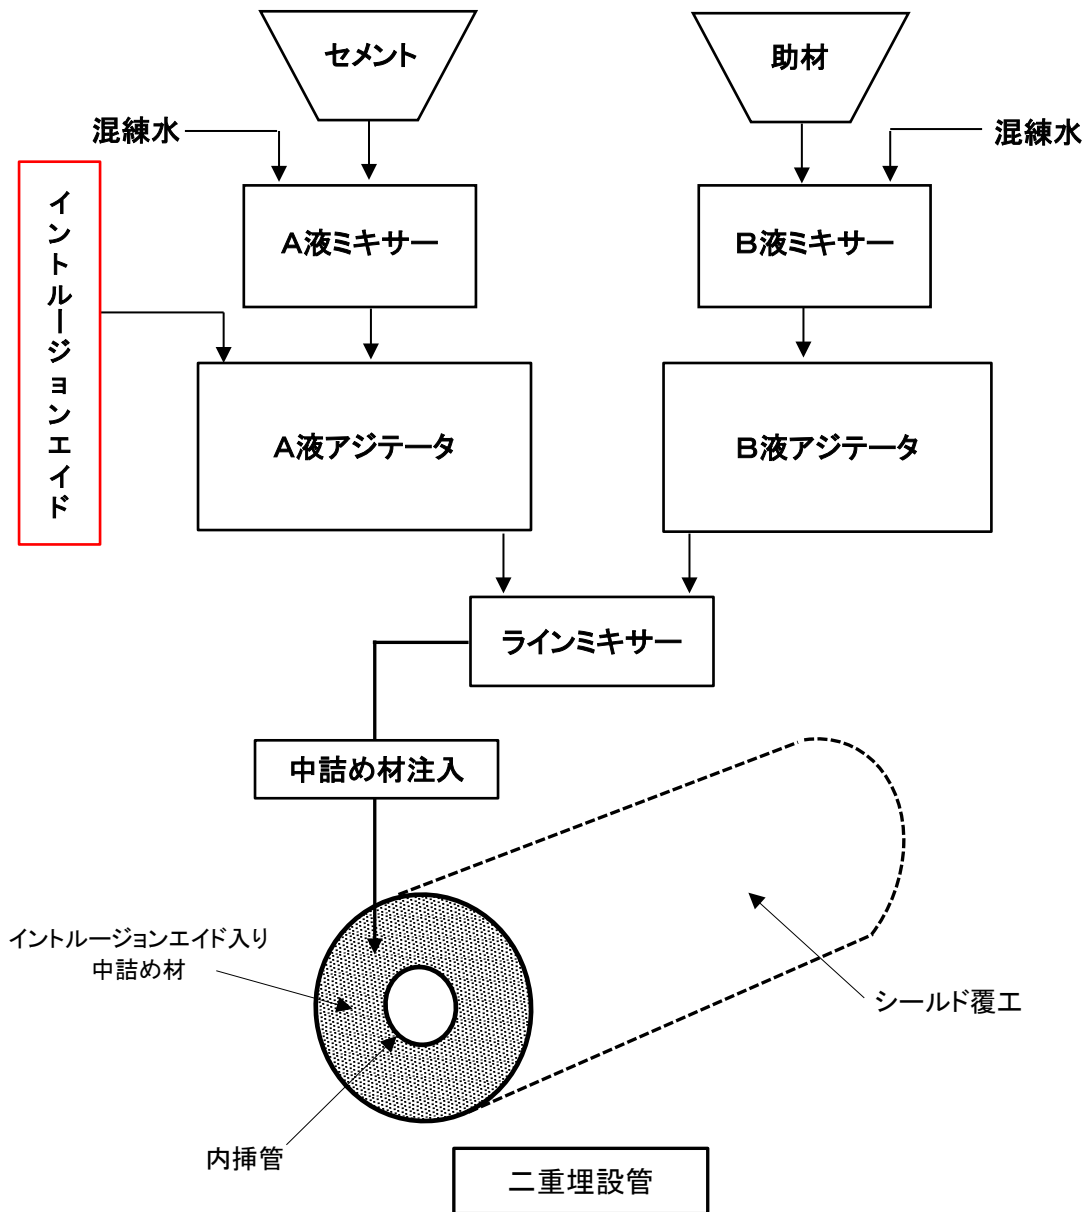 セメント
助材
混練水
混練水
イントルージョンエイド
A液ミキサー
B液ミキサー
A液アジテータ
B液アジテータ
ラインミキサー
中詰め材注入
イントルージョンエイド入り
中詰め材
シールド覆工
内挿管
二重埋設管